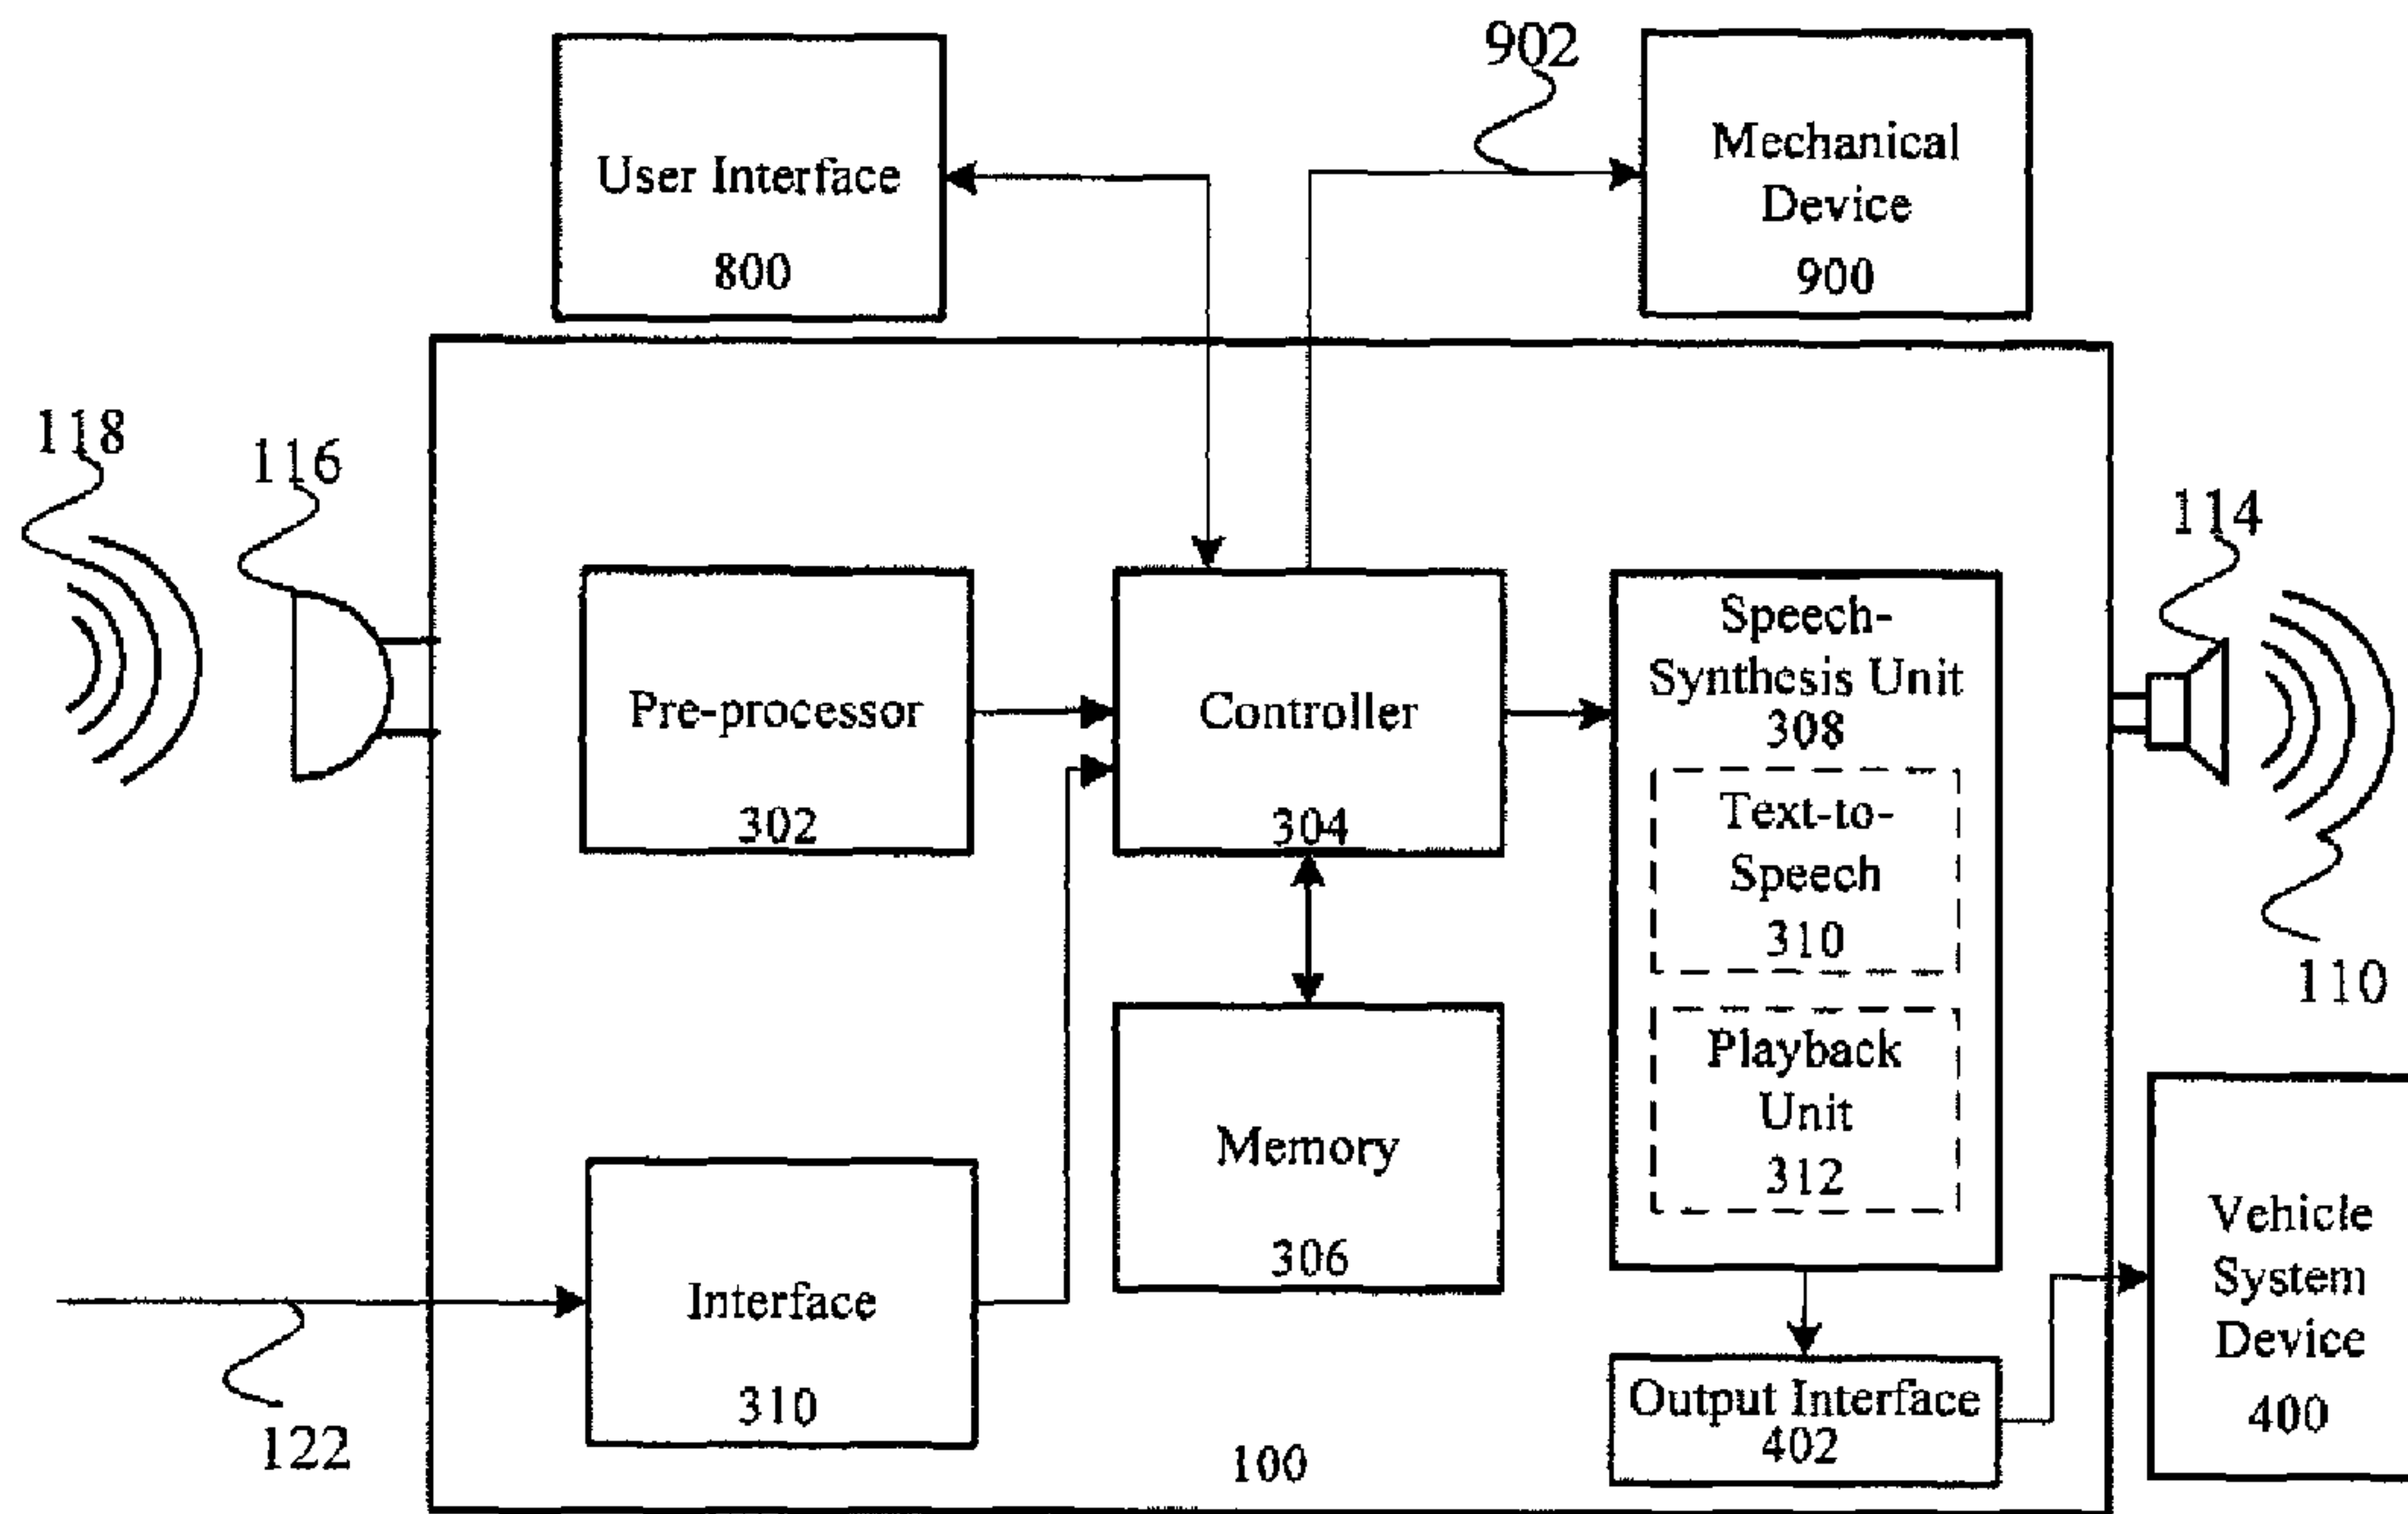 902
User Interface
800
Mechanical
Device
900
118
116
114
Pre-processor
302
Controller
304
Speech-
Synthesis Unit
308
Text-to-
Speech
310
Playback
Unit
312
110
Memory
306
Interface
310
122
100
Output Interface
402
Vehicle
System
Device
400